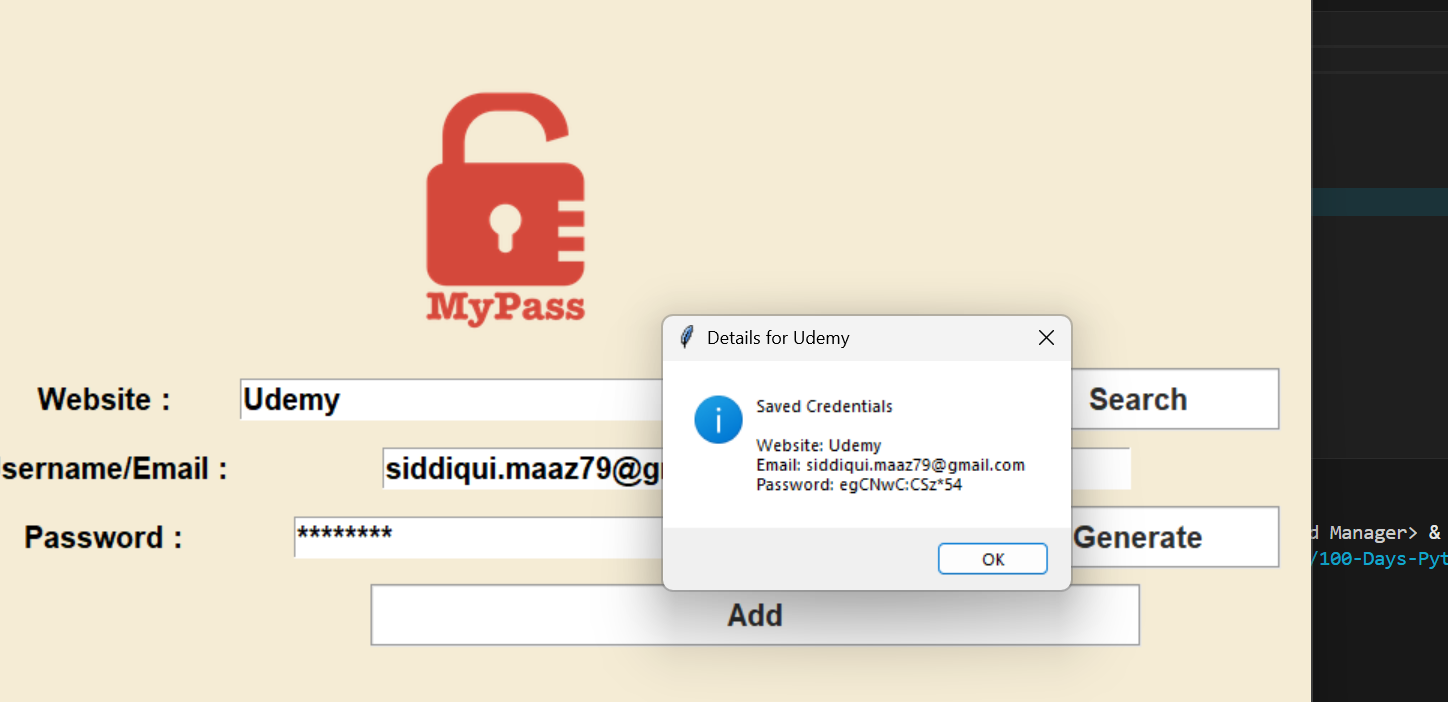 MyPass
Details for Udemy
Website : Udemy Search
Saved Credentials
Website: Udemy
Email: siddiqui.maaz79@gmail.com
Password: egCNwC:CSz*54
OK
sername/Email : siddiqui.maaz79@g
Password : ******** Generate
Add
d Manager> &
/100-Days-Pyt